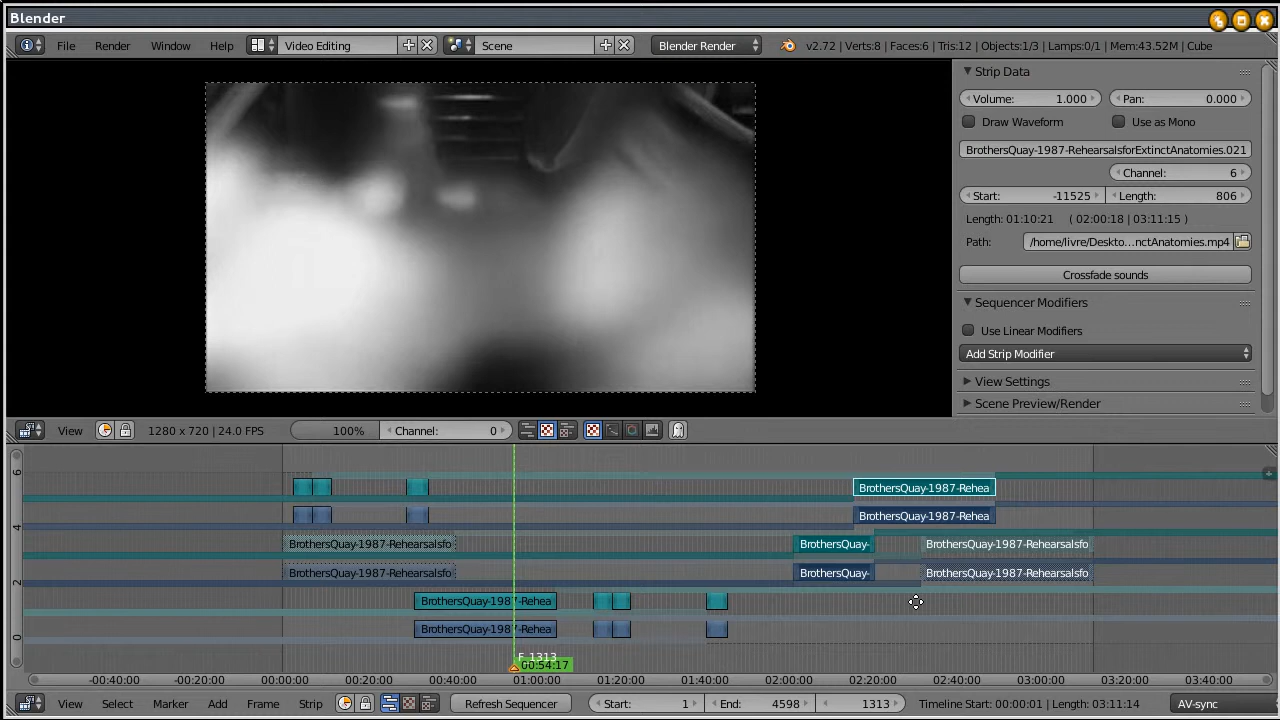 Blender
File Render Window Help Video Editing Scene Blender Render v2.72 | Verts:8 | Faces:6 | Tris:12 | Objects:1/3 | Lamps:0/1 | Mem:43.52M | Cube
Strip Data
Volume: 1.000 Pan: 0.000
Draw Waveform Use as Mono
BrothersQuay-1987-RehearsalsforExtinctAnatomies.021
Channel: 6
Start: -11525 Length: 806
Length: 01:10:21 ( 02:00:18 | 03:11:15 )
Path: /home/livre/Deskto...nctAnatomies.mp4
Crossfade sounds
Sequencer Modifiers
Use Linear Modifiers
Add Strip Modifier
View Settings
Scene Preview/Render
View 1280 x 720 | 24.0 FPS 100% Channel: 0
6
BrothersQuay-1987-Rehea
BrothersQuay-1987-Rehea
4
BrothersQuay-1987-Rehearsalsfo BrothersQuay- BrothersQuay-1987-Rehearsalsfo
BrothersQuay-1987-Rehearsalsfo BrothersQuay- BrothersQuay-1987-Rehearsalsfo
2
BrothersQuay-1987-Rehea
BrothersQuay-1987-Rehea
0
F 1313
00:54:17
-00:40:00 -00:20:00 00:00:00 00:20:00 00:40:00 01:00:00 01:20:00 01:40:00 02:00:00 02:20:00 02:40:00 03:00:00 03:20:00 03:40:00
View Select Marker Add Frame Strip Refresh Sequencer Start: 1 End: 4598 1313 Timeline Start: 00:00:01 | Length: 03:11:14 AV-sync